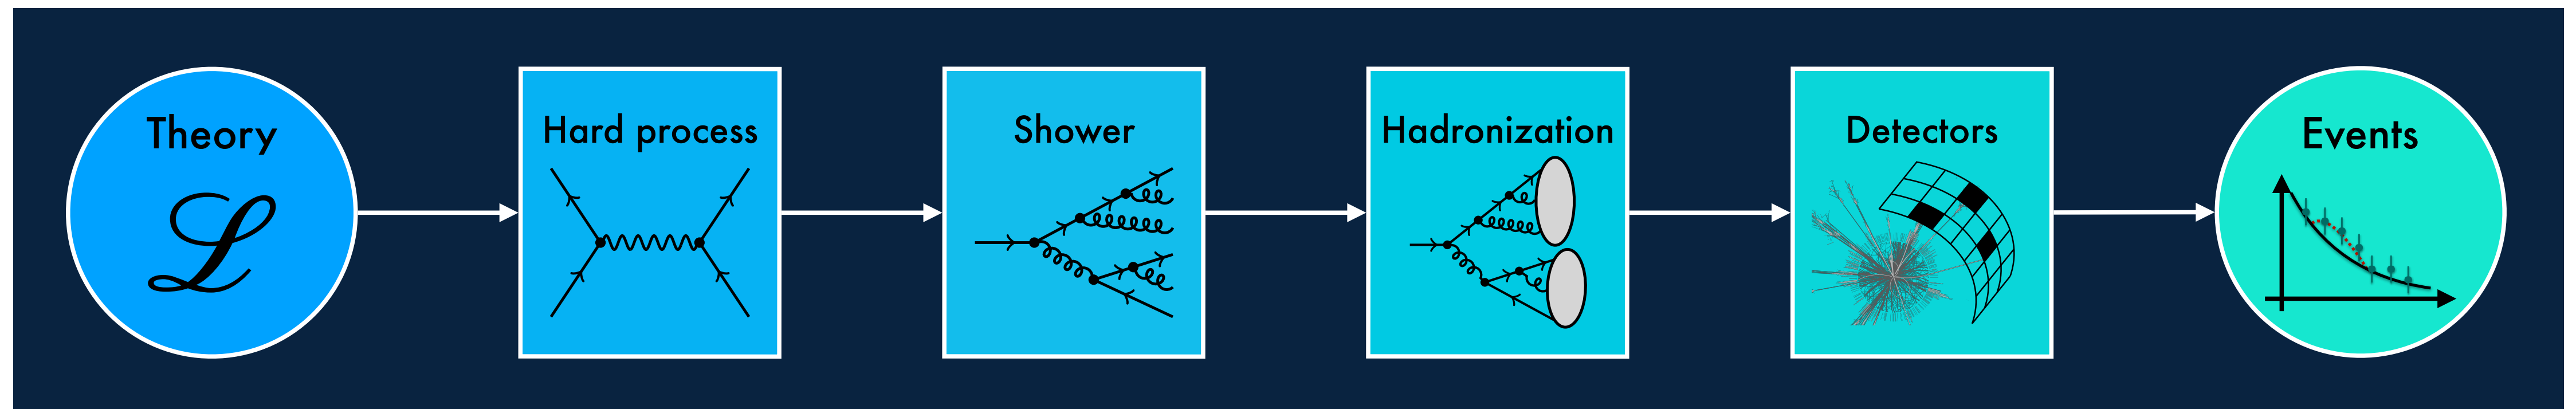 Theory
ℒ
Hard process
Shower
Hadronization
Detectors
Events